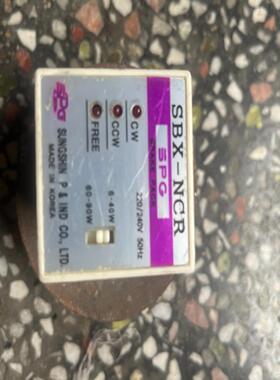 SBX-NCR
SPG
220/240V 50Hz
CW
CCW
FREE
6-40W
60-90W
SPG
SUNGSHIN P & IND CO., LTD.
MADE IN KOREA